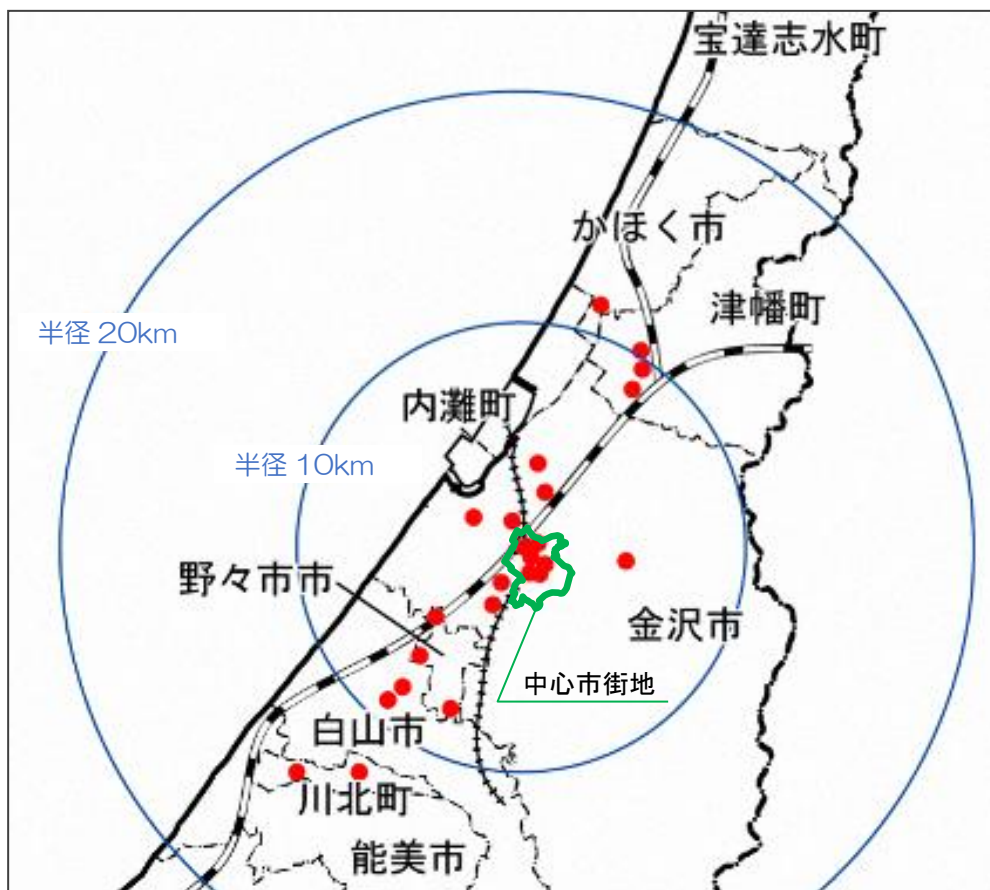 宝達志水町
かほく市
津幡町
半径 20km
内灘町
半径 10km
野々市市
金沢市
中心市街地
白山市
川北町
能美市